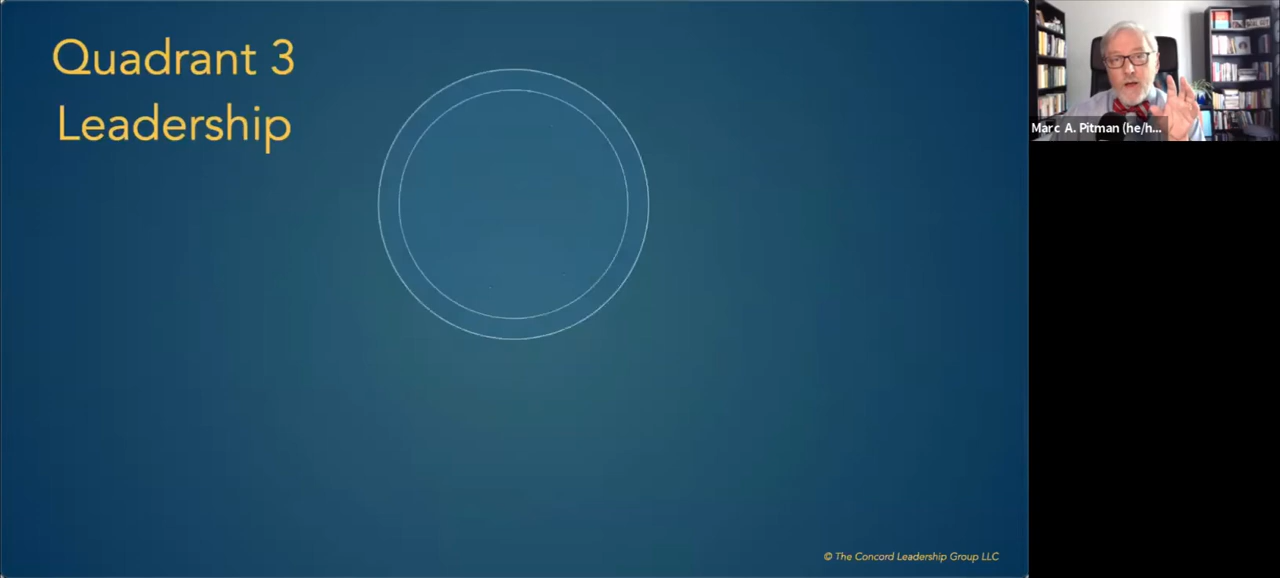 Quadrant 3
Leadership
Marc A. Pitman (he/h...
© The Concord Leadership Group LLC